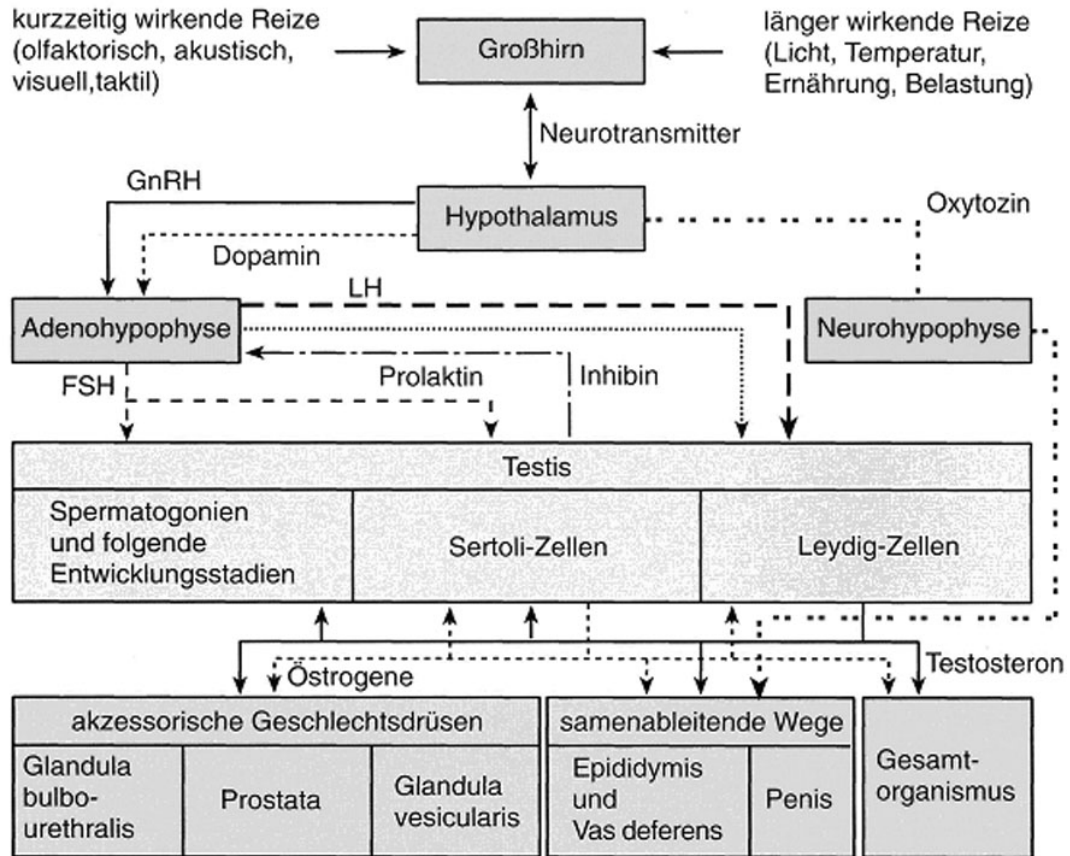 kurzzeitig wirkende Reize
(olfaktorisch, akustisch,
visuell,taktil)
Großhirn
länger wirkende Reize
(Licht, Temperatur,
Ernährung, Belastung)
Neurotransmitter
GnRH
Hypothalamus
Oxytozin
Dopamin
LH
Adenohypophyse
Neurohypophyse
FSH
Prolaktin
Inhibin
Testis
Spermatogonien
und folgende
Entwicklungsstadien
Sertoli-Zellen
Leydig-Zellen
Testosteron
Östrogene
akzessorische Geschlechtsdrüsen
Glandula
bulbo-
urethralis
Prostata
Glandula
vesicularis
samenableitende Wege
Epididymis
und
Vas deferens
Penis
Gesamt-
organismus